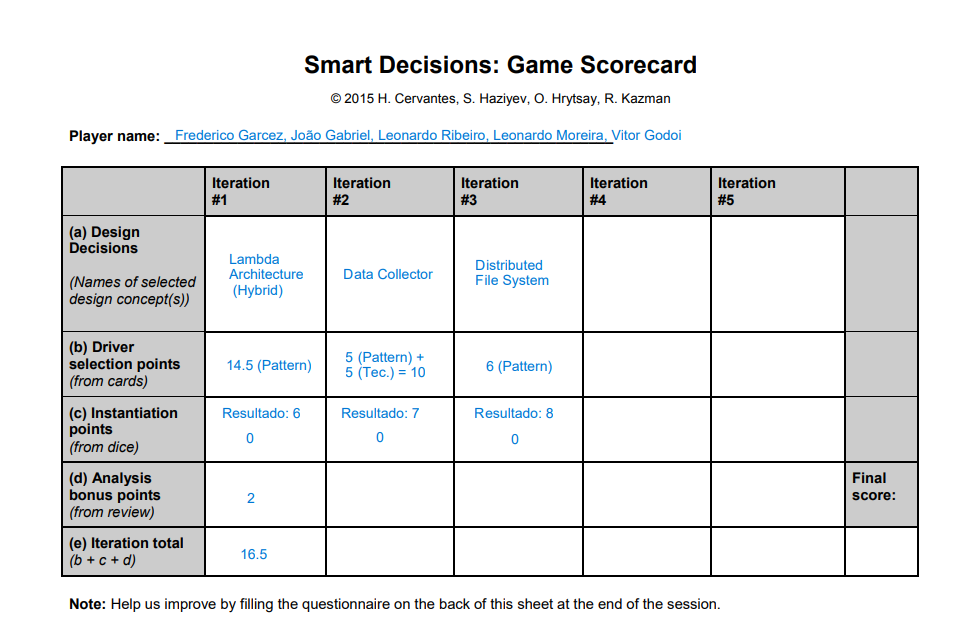 Smart Decisions: Game Scorecard
© 2015 H. Cervantes, S. Haziyev, O. Hrytsay, R. Kazman
Player name: Frederico Garcez, João Gabriel, Leonardo Ribeiro, Leonardo Moreira, Vitor Godoi
Iteration #1 Iteration #2 Iteration #3 Iteration #4 Iteration #5
(a) Design
Decisions
(Names of selected
design concept(s))
Lambda
Architecture
(Hybrid)
Data Collector
Distributed
File System
(b) Driver
selection points
(from cards)
14.5 (Pattern)
5 (Pattern) +
5 (Tec.) = 10
6 (Pattern)
(c) Instantiation
points
(from dice)
Resultado: 6
0
Resultado: 7
0
Resultado: 8
0
(d) Analysis
bonus points
(from review)
2
Final
score:
(e) Iteration total
(b + c + d)
16.5
Note: Help us improve by filling the questionnaire on the back of this sheet at the end of the session.